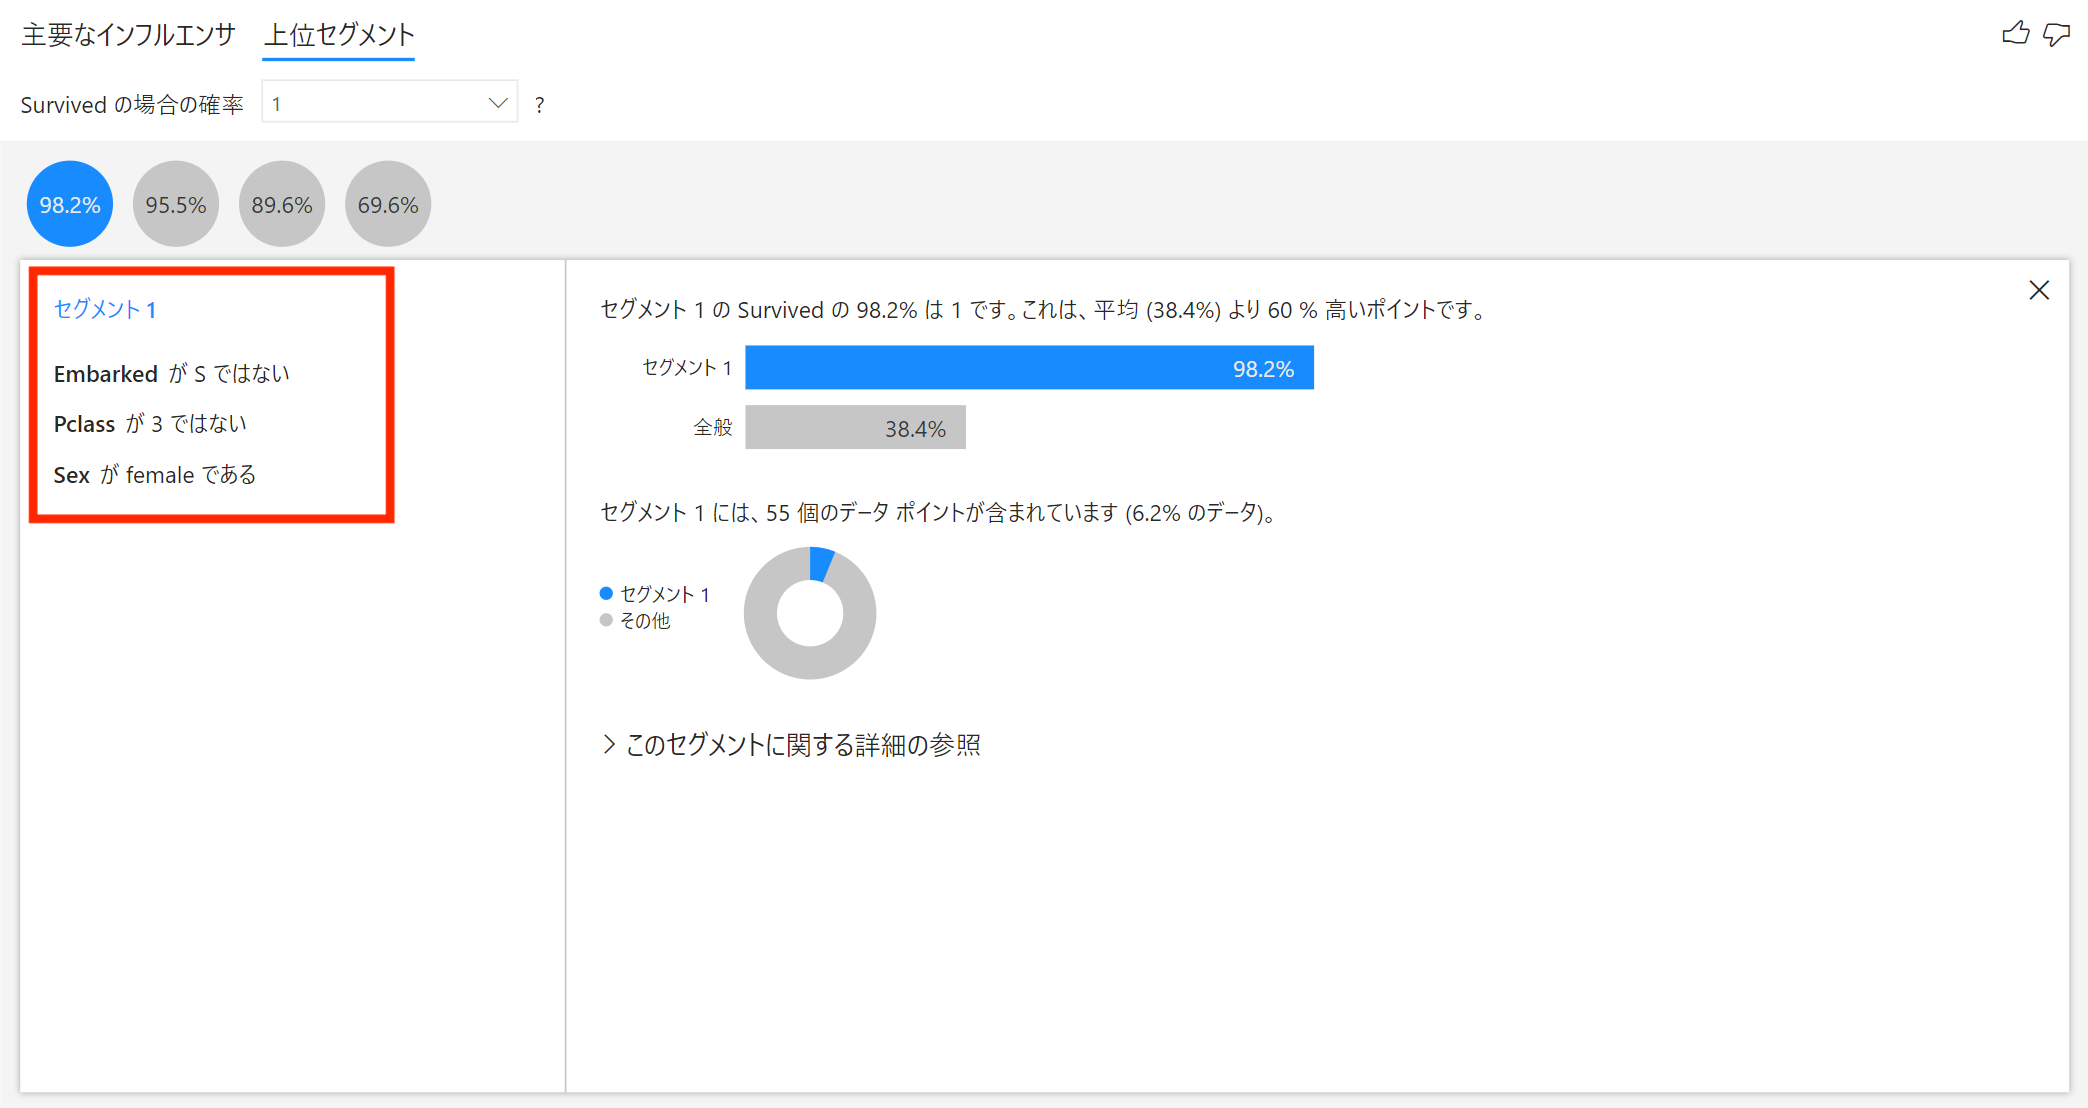 主要なインフルエンサ 上位セグメント
Survived の場合の確率 1 ?
98.2% 95.5% 89.6% 69.6%
セグメント 1
Embarked が S ではない
Pclass が 3 ではない
Sex が female である
セグメント 1 の Survived の 98.2% は 1 です。これは、平均 (38.4%) より 60 % 高いポイントです。
セグメント 1 98.2%
全般 38.4%
セグメント 1 には、55 個のデータ ポイントが含まれています (6.2% のデータ)。
セグメント 1
その他
このセグメントに関する詳細の参照